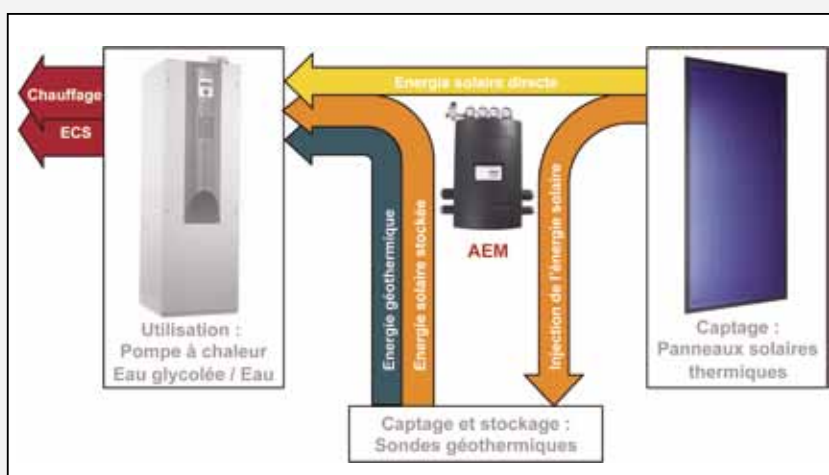 Chauffage
ECS
Energie solaire directe
AEM
Energie géothermique
Energie solaire stockée
Injection de l'énergie solaire
Utilisation :
Pompe à chaleur
Eau glycolée / Eau
Captage :
Panneaux solaires
thermiques
Captage et stockage :
Sondes géothermiques